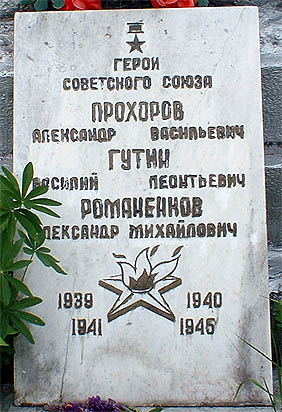 ГЕРОИ
СОВЕТСКОГО СОЮЗА
ПРОХОРОВ
АЛЕКСАНДР ВАСИЛЬЕВИЧ
ГУТИН
ВАСИЛИЙ ЛЕОНТЬЕВИЧ
РОМАНЕНКОВ
АЛЕКСАНДР МИХАЙЛОВИЧ
1939 1940
1941 1945